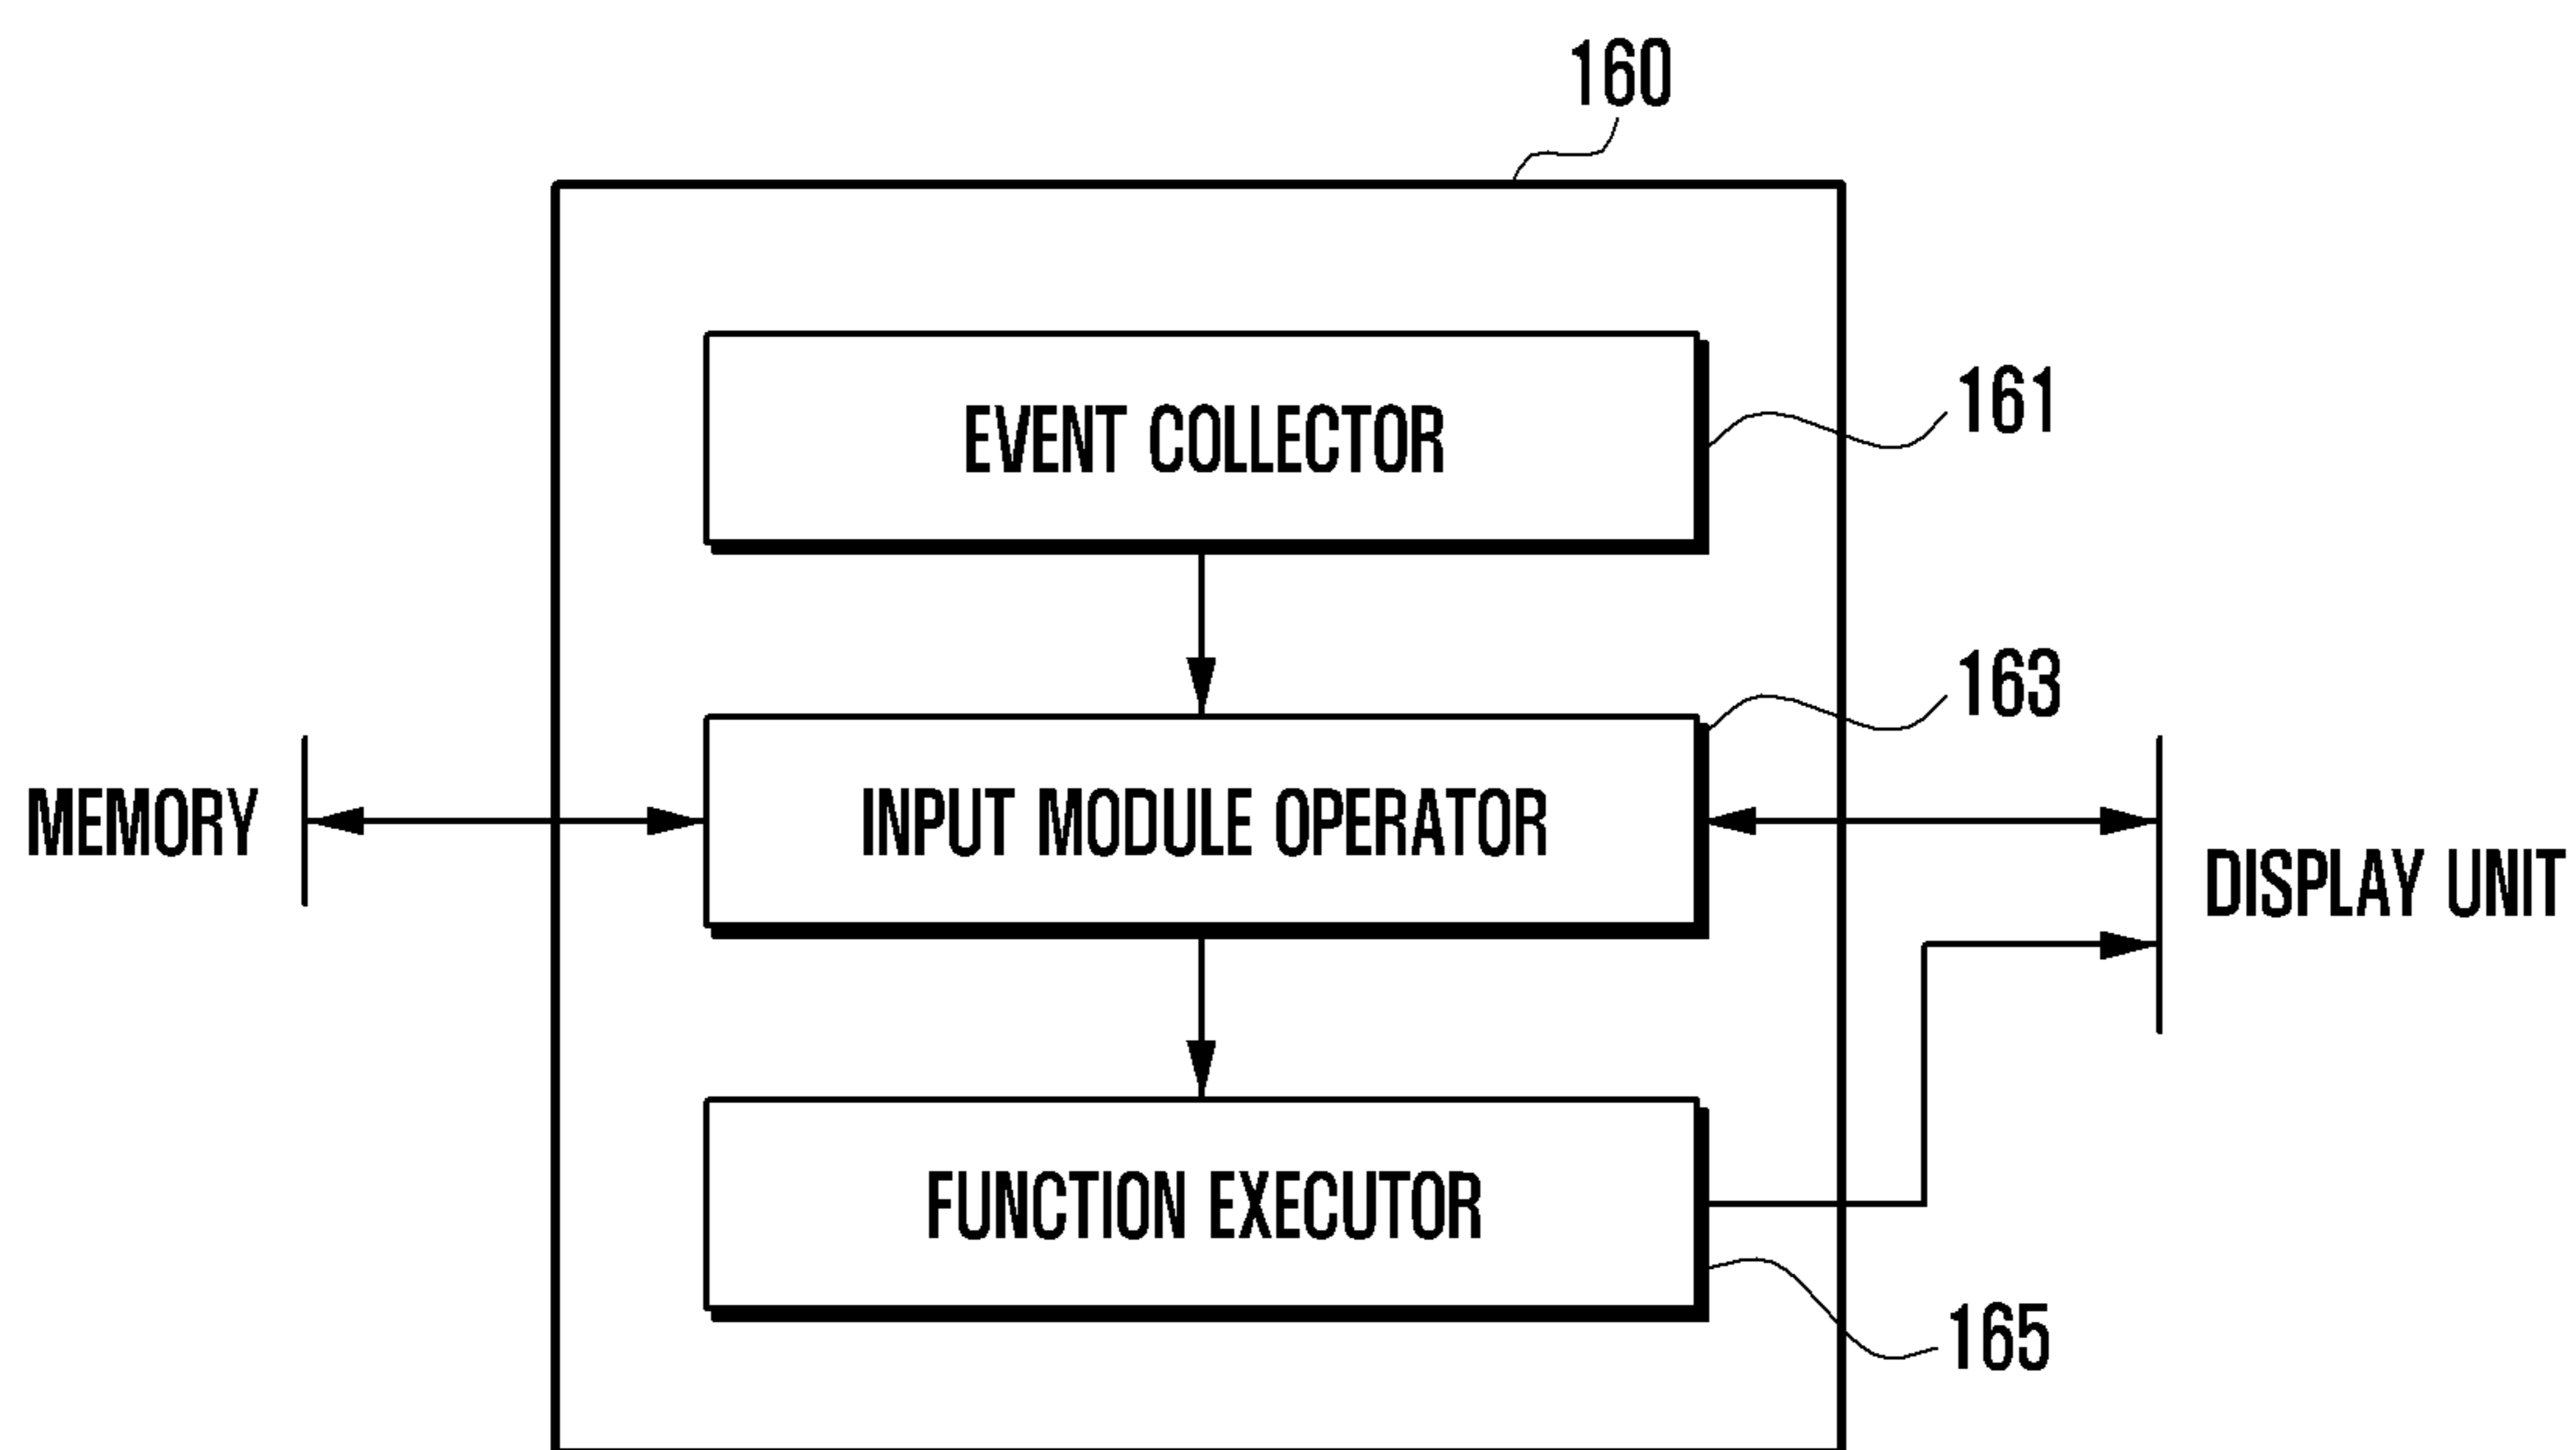 160
EVENT COLLECTOR
161
163
MEMORY
INPUT MODULE OPERATOR
DISPLAY UNIT
FUNCTION EXECUTOR
165